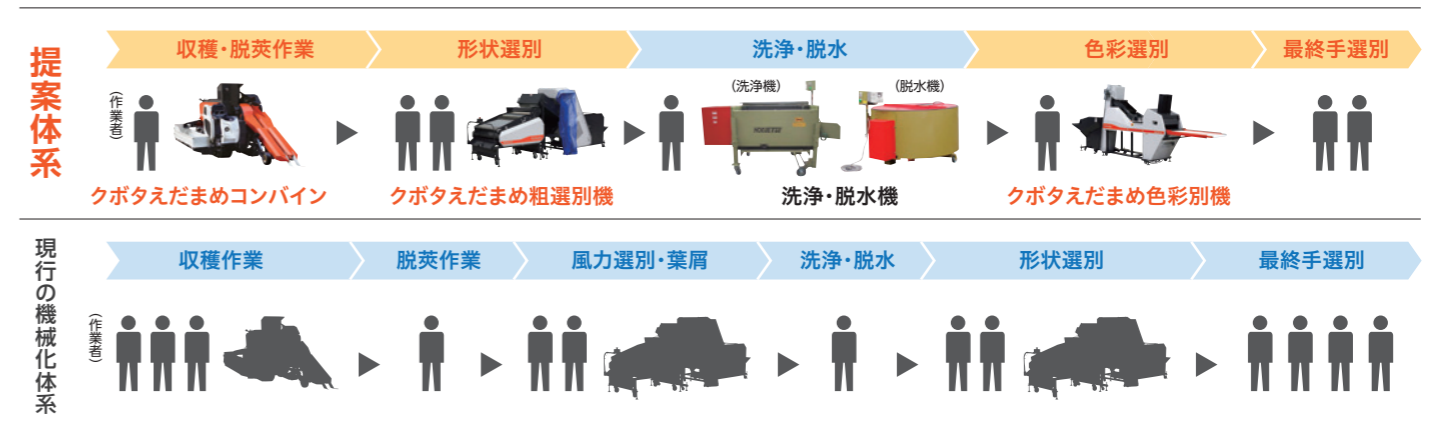 提案体系
収穫・脱莢作業
形状選別
洗浄・脱水
色彩選別
最終手選別
(作業者)
(洗浄機)
(脱水機)
クボタえだまめコンバイン
クボタえだまめ粗選別機
洗浄・脱水機
クボタえだまめ色彩別機
現行の機械化体系
収穫作業
脱莢作業
風力選別・葉屑
洗浄・脱水
形状選別
最終手選別
(作業者)